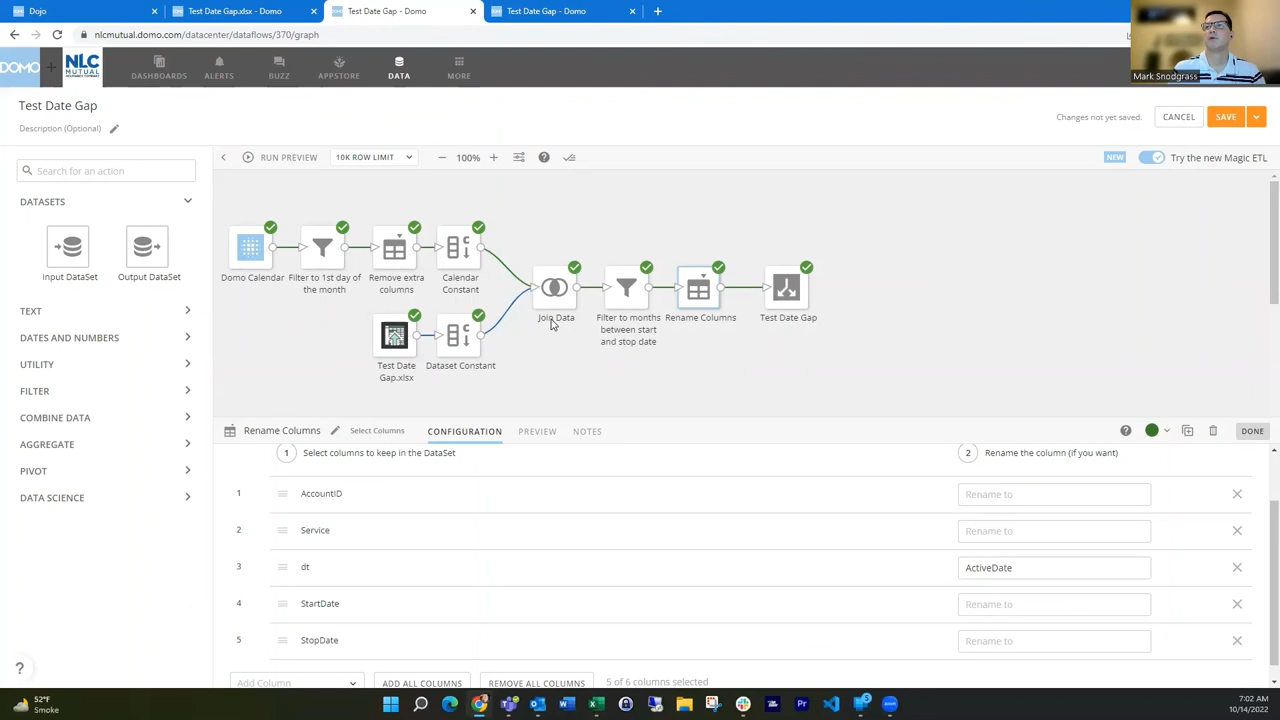 Dojo
Test Date Gap.xlsx - Domo
Test Date Gap - Domo
Test Date Gap - Domo
nlcmutual.domo.com/datacenter/dataflows/370/graph
Mark Snodgrass
DOMO
NLC
MUTUAL
DASHBOARDS
ALERTS
BUZZ
APPSTORE
DATA
MORE
Test Date Gap
Description (Optional)
Changes not yet saved.
CANCEL
SAVE
RUN PREVIEW
10K ROW LIMIT
100%
NEW
Try the new Magic ETL
Search for an action
DATASETS
Input DataSet
Output DataSet
TEXT
DATES AND NUMBERS
UTILITY
FILTER
COMBINE DATA
AGGREGATE
PIVOT
DATA SCIENCE
Domo Calendar
Filter to 1st day of
the month
Remove extra
columns
Calendar
Constant
Join Data
Filter to months
between start
and stop date
Rename Columns
Test Date Gap
Test Date
Gap.xlsx
Dataset Constant
Rename Columns
Select Columns
CONFIGURATION
PREVIEW
NOTES
DONE
1 Select columns to keep in the DataSet
2 Rename the column (if you want)
1 AccountID Rename to
2 Service Rename to
3 dt ActiveDate
4 StartDate Rename to
5 StopDate Rename to
Add Column
ADD ALL COLUMNS
REMOVE ALL COLUMNS
5 of 6 columns selected
52°F
Smoke
7:02 AM
10/14/2022